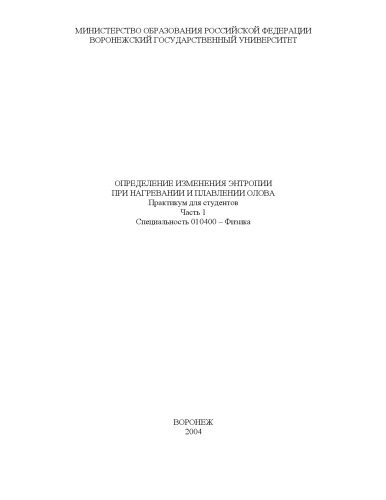 МИНИСТЕРСТВО ОБРАЗОВАНИЯ РОССИЙСКОЙ ФЕДЕРАЦИИ
ВОРОНЕЖСКИЙ ГОСУДАРСТВЕННЫЙ УНИВЕРСИТЕТ
ОПРЕДЕЛЕНИЕ ИЗМЕНЕНИЯ ЭНТРОПИИ
ПРИ НАГРЕВАНИИ И ПЛАВЛЕНИИ ОЛОВА
Практикум для студентов
Часть 1
Специальность 010400 – Физика
ВОРОНЕЖ
2004